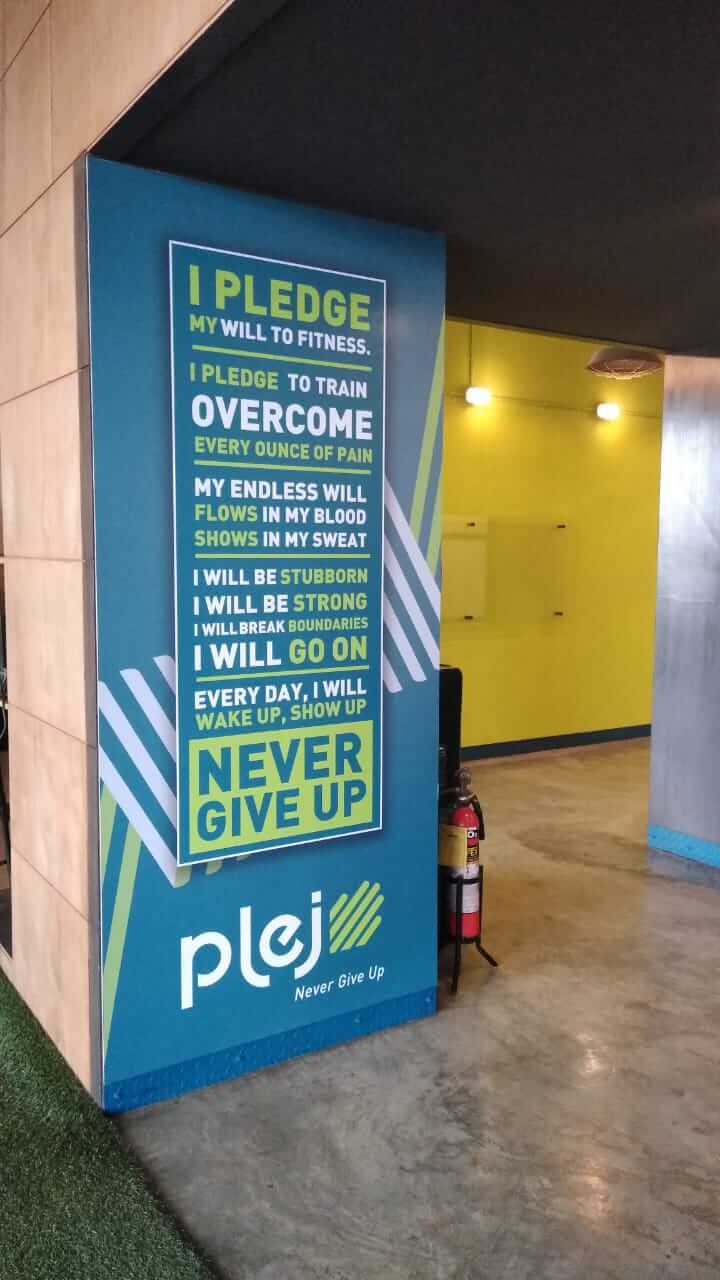 I PLEDGE
MY WILL TO FITNESS.
I PLEDGE TO TRAIN
OVERCOME
EVERY OUNCE OF PAIN
MY ENDLESS WILL
FLOWS IN MY BLOOD
SHOWS IN MY SWEAT
I WILL BE STUBBORN
I WILL BE STRONG
I WILL BREAK BOUNDARIES
I WILL GO ON
EVERY DAY, I WILL
WAKE UP, SHOW UP
NEVER
GIVE UP
plej
Never Give Up